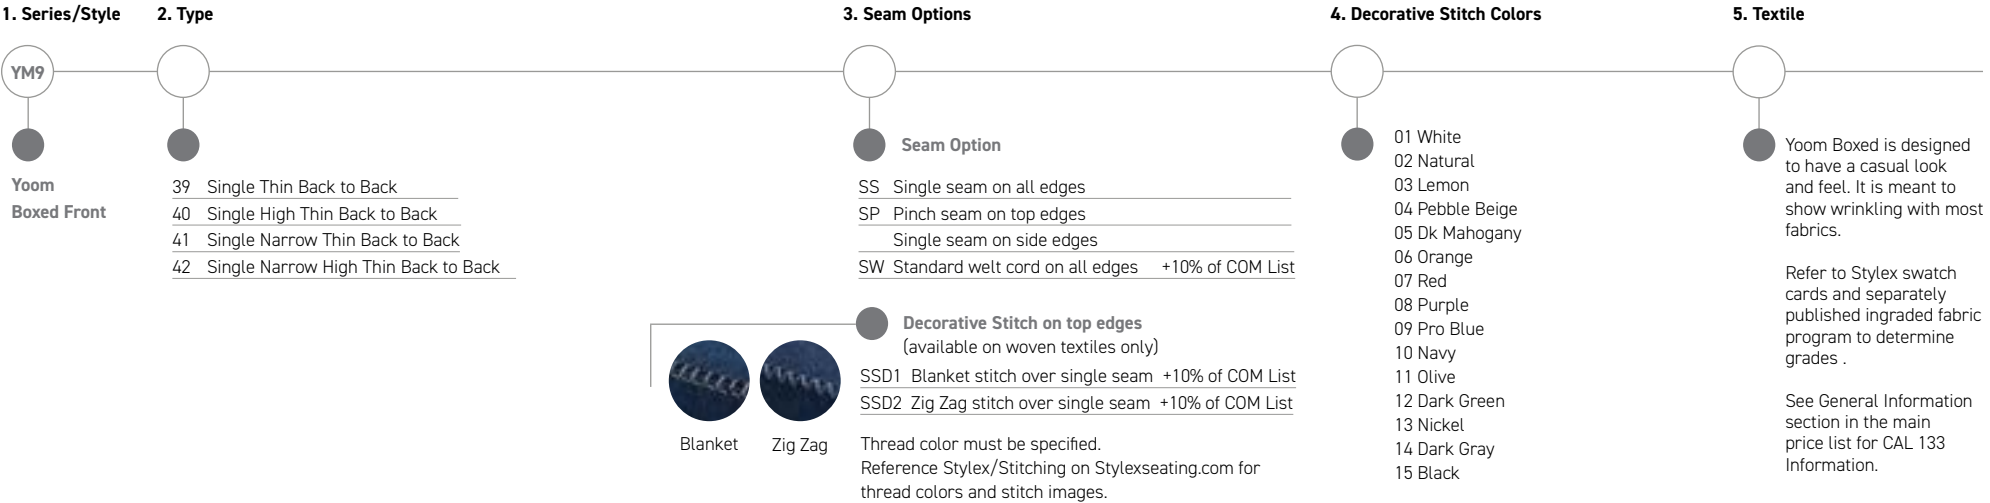 1. Series/Style
2. Type
3. Seam Options
4. Decorative Stitch Colors
5. Textile
YM9
Yoom
Boxed Front
39 Single Thin Back to Back
40 Single High Thin Back to Back
41 Single Narrow Thin Back to Back
42 Single Narrow High Thin Back to Back
Seam Option
SS Single seam on all edges
SP Pinch seam on top edges
Single seam on side edges
SW Standard welt cord on all edges +10% of COM List
Decorative Stitch on top edges
(available on woven textiles only)
SSD1 Blanket stitch over single seam +10% of COM List
SSD2 Zig Zag stitch over single seam +10% of COM List
Blanket
Zig Zag
Thread color must be specified.
Reference Stylex/Stitching on Stylexseating.com for
thread colors and stitch images.
01 White
02 Natural
03 Lemon
04 Pebble Beige
05 Dk Mahogany
06 Orange
07 Red
08 Purple
09 Pro Blue
10 Navy
11 Olive
12 Dark Green
13 Nickel
14 Dark Gray
15 Black
Yoom Boxed is designed
to have a casual look
and feel. It is meant to
show wrinkling with most
fabrics.
Refer to Stylex swatch
cards and separately
published ingraded fabric
program to determine
grades .
See General Information
section in the main
price list for CAL 133
Information.